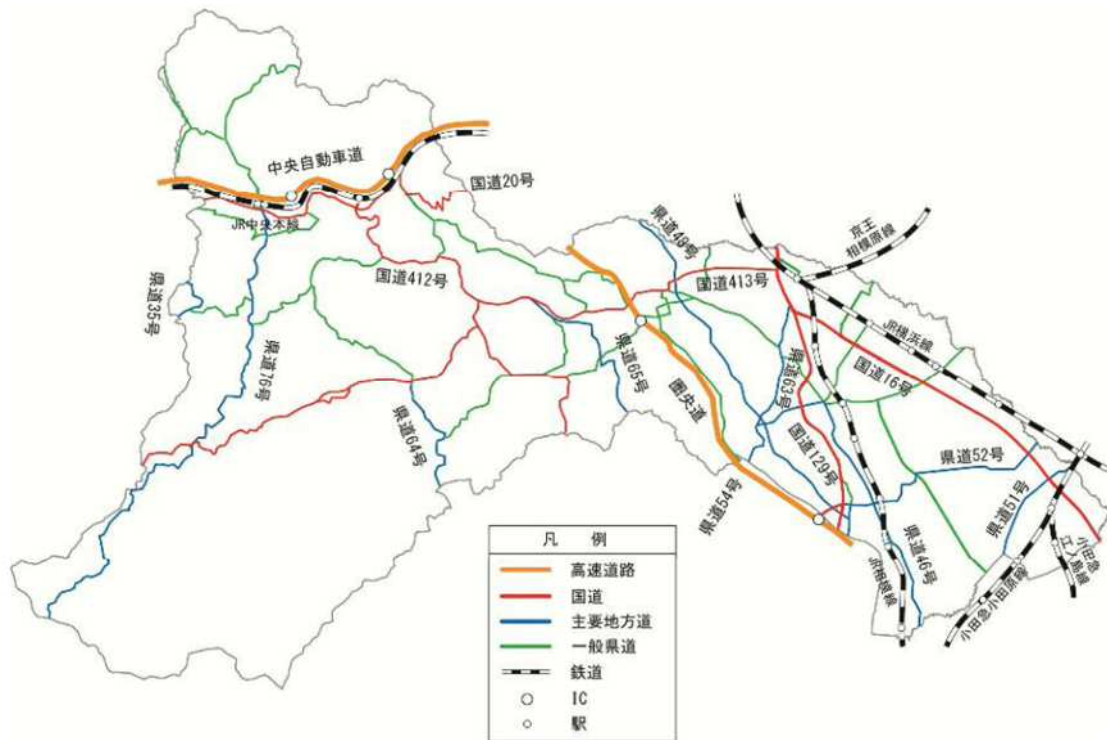 中央自動車道
国道20号
JR中央本線
国道412号
県道35号
県道76号
県道64号
県道48号
京王
相模原線
国道413号
JR横浜線
県道65号
県道63号
国道16号
圏央道
国道129号
県道52号
県道54号
県道51号
県道46号
JR相模線
小田急小田原線
小田急
江ノ島線
凡 例
高速道路
国道
主要地方道
一般県道
鉄道
IC
駅